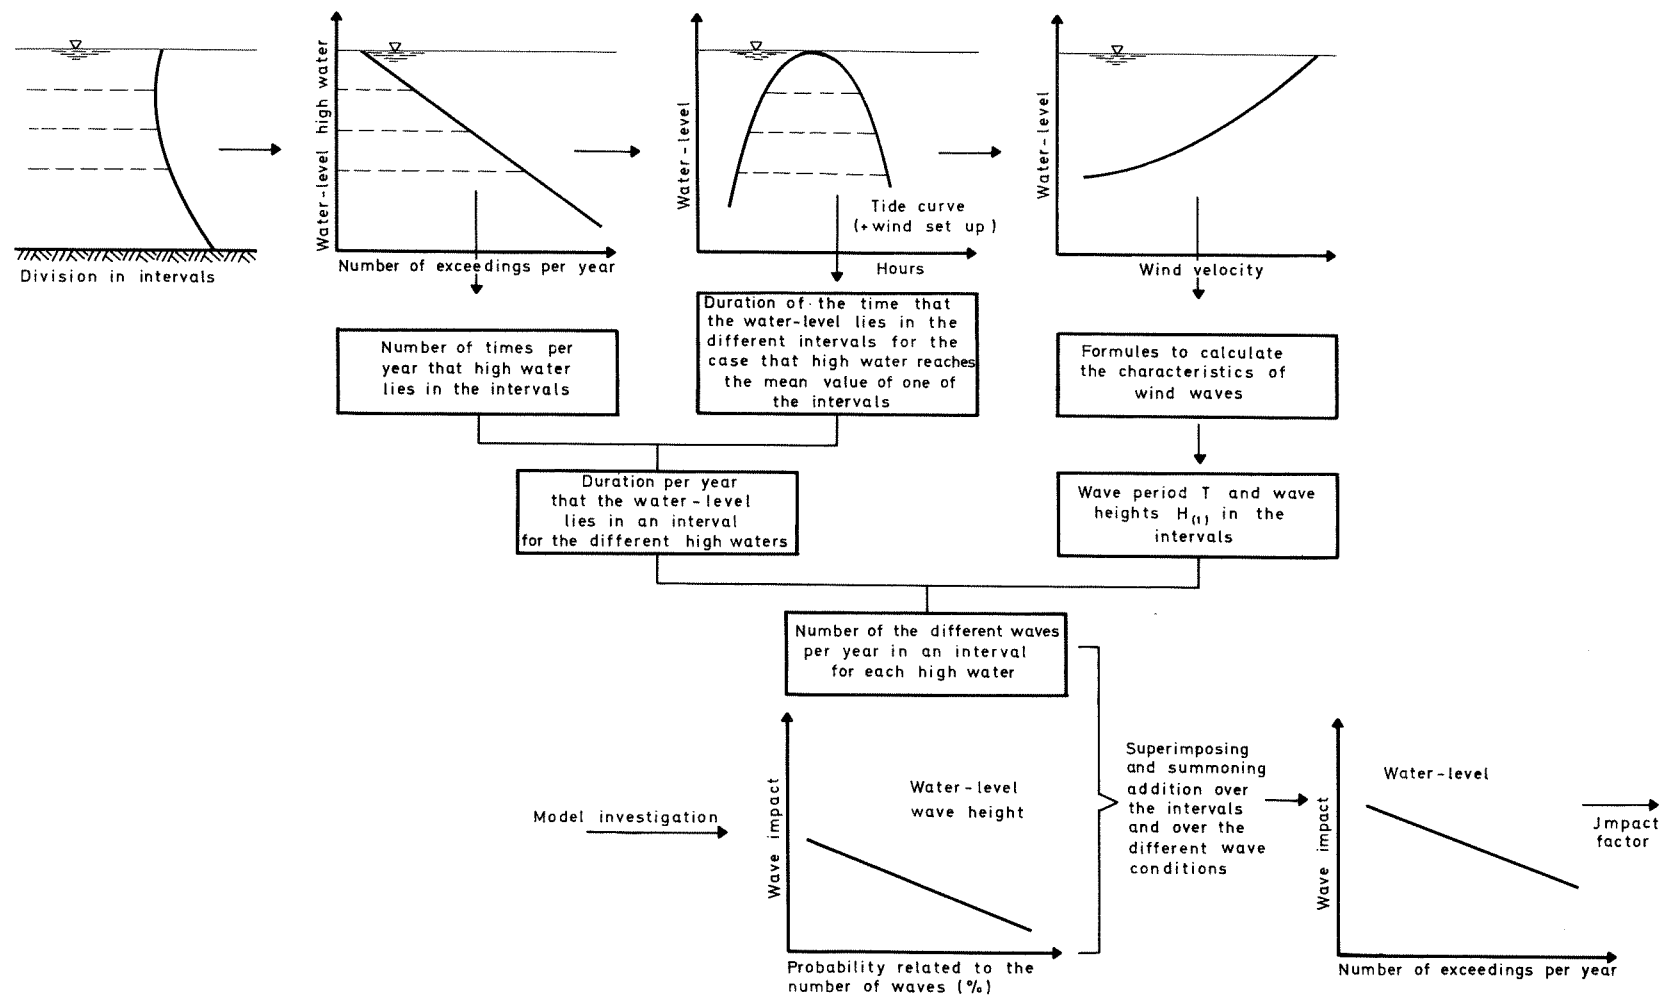 Water-level high water
Number of exceedings per year
Division in intervals
Water-level
Tide curve
(+wind set up)
Hours
Water-level
Wind velocity
Number of times per
year that high water
lies in the intervals
Duration of the time that
the water-level lies in the
different intervals for the
case that high water reaches
the mean value of one of
the intervals
Formules to calculate
the characteristics of
wind waves
Duration per year
that the water-level
lies in an interval
for the different high waters
Wave period T and wave
heights H(1) in the
intervals
Number of the different waves
per year in an interval
for each high water
Model investigation
Wave impact
Water-level
wave height
Probability related to the
number of waves (%)
Superimposing
and summoning
addition over
the intervals
and over the
different wave
conditions
Wave impact
Water-level
Number of exceedings per year
Jmpact
factor